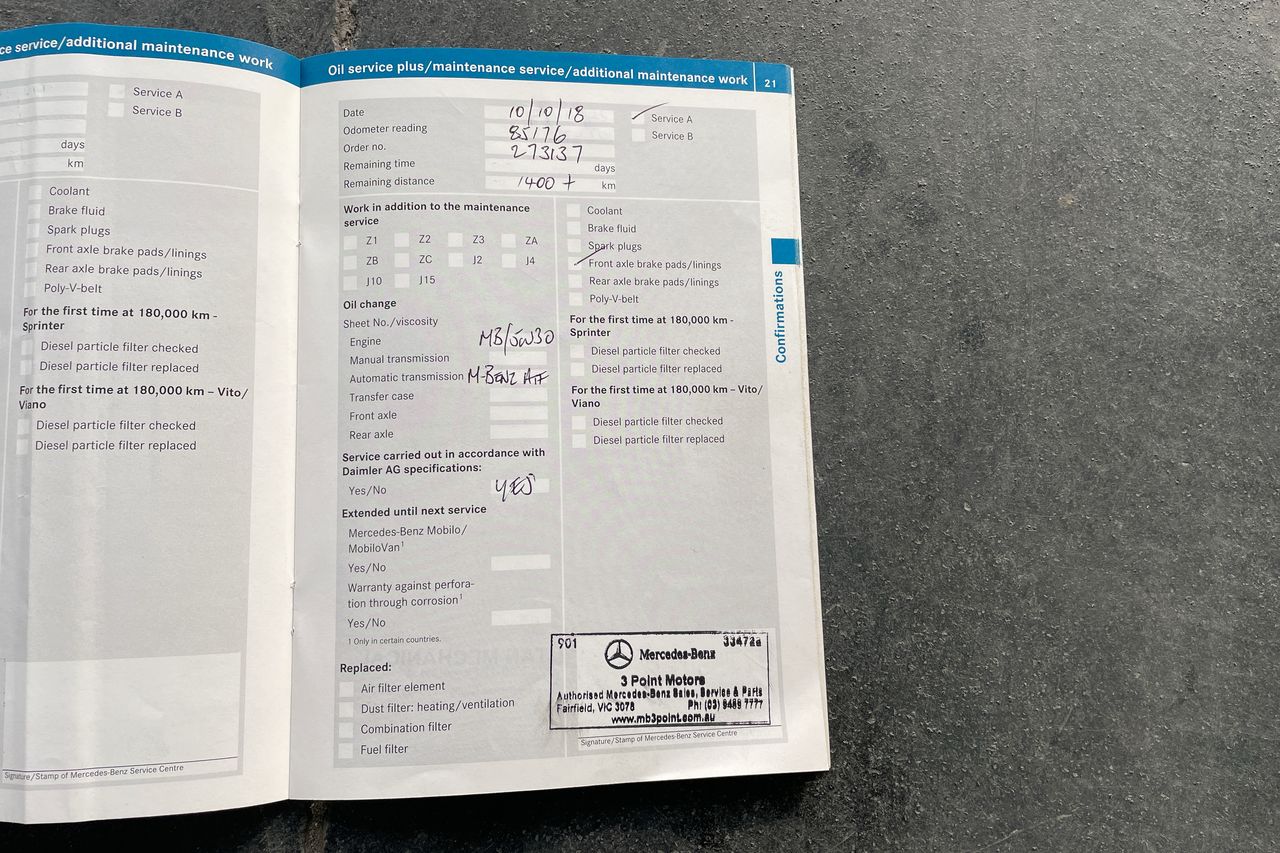 ce service/additional maintenance work
Service A
Service B
days
km
Coolant
Brake fluid
Spark plugs
Front axle brake pads/linings
Rear axle brake pads/linings
Poly-V-belt
For the first time at 180,000 km -
Sprinter
Diesel particle filter checked
Diesel particle filter replaced
For the first time at 180,000 km – Vito/
Viano
Diesel particle filter checked
Diesel particle filter replaced
Signature/Stamp of Mercedes-Benz Service Centre
Oil service plus/maintenance service/additional maintenance work 21
Date 10/10/18
Odometer reading 85176
Order no. 273137
Remaining time days
Remaining distance 1400 + km
Service A
Service B
Work in addition to the maintenance
service
Z1 Z2 Z3 ZA
ZB ZC J2 J4
J10 J15
Oil change
Sheet No./viscosity
Engine MB/5W30
Manual transmission
Automatic transmission M-BENZ ATF
Transfer case
Front axle
Rear axle
Service carried out in accordance with
Daimler AG specifications:
Yes/No YES
Extended until next service
Mercedes-Benz Mobilo/
MobiloVan¹
Yes/No
Warranty against perfora-
tion through corrosion¹
Yes/No
1 Only in certain countries.
Replaced:
Air filter element
Dust filter: heating/ventilation
Combination filter
Fuel filter
Coolant
Brake fluid
Spark plugs
Front axle brake pads/linings
Rear axle brake pads/linings
Poly-V-belt
For the first time at 180,000 km -
Sprinter
Diesel particle filter checked
Diesel particle filter replaced
For the first time at 180,000 km – Vito/
Viano
Diesel particle filter checked
Diesel particle filter replaced
901 33472a
Mercedes-Benz
3 Point Motors
Authorised Mercedes-Benz Sales, Service & Parts
Fairfield, VIC 3078 Ph: (03) 9489 7777
www.mb3point.com.au
Signature/Stamp of Mercedes-Benz Service Centre
Confirmations